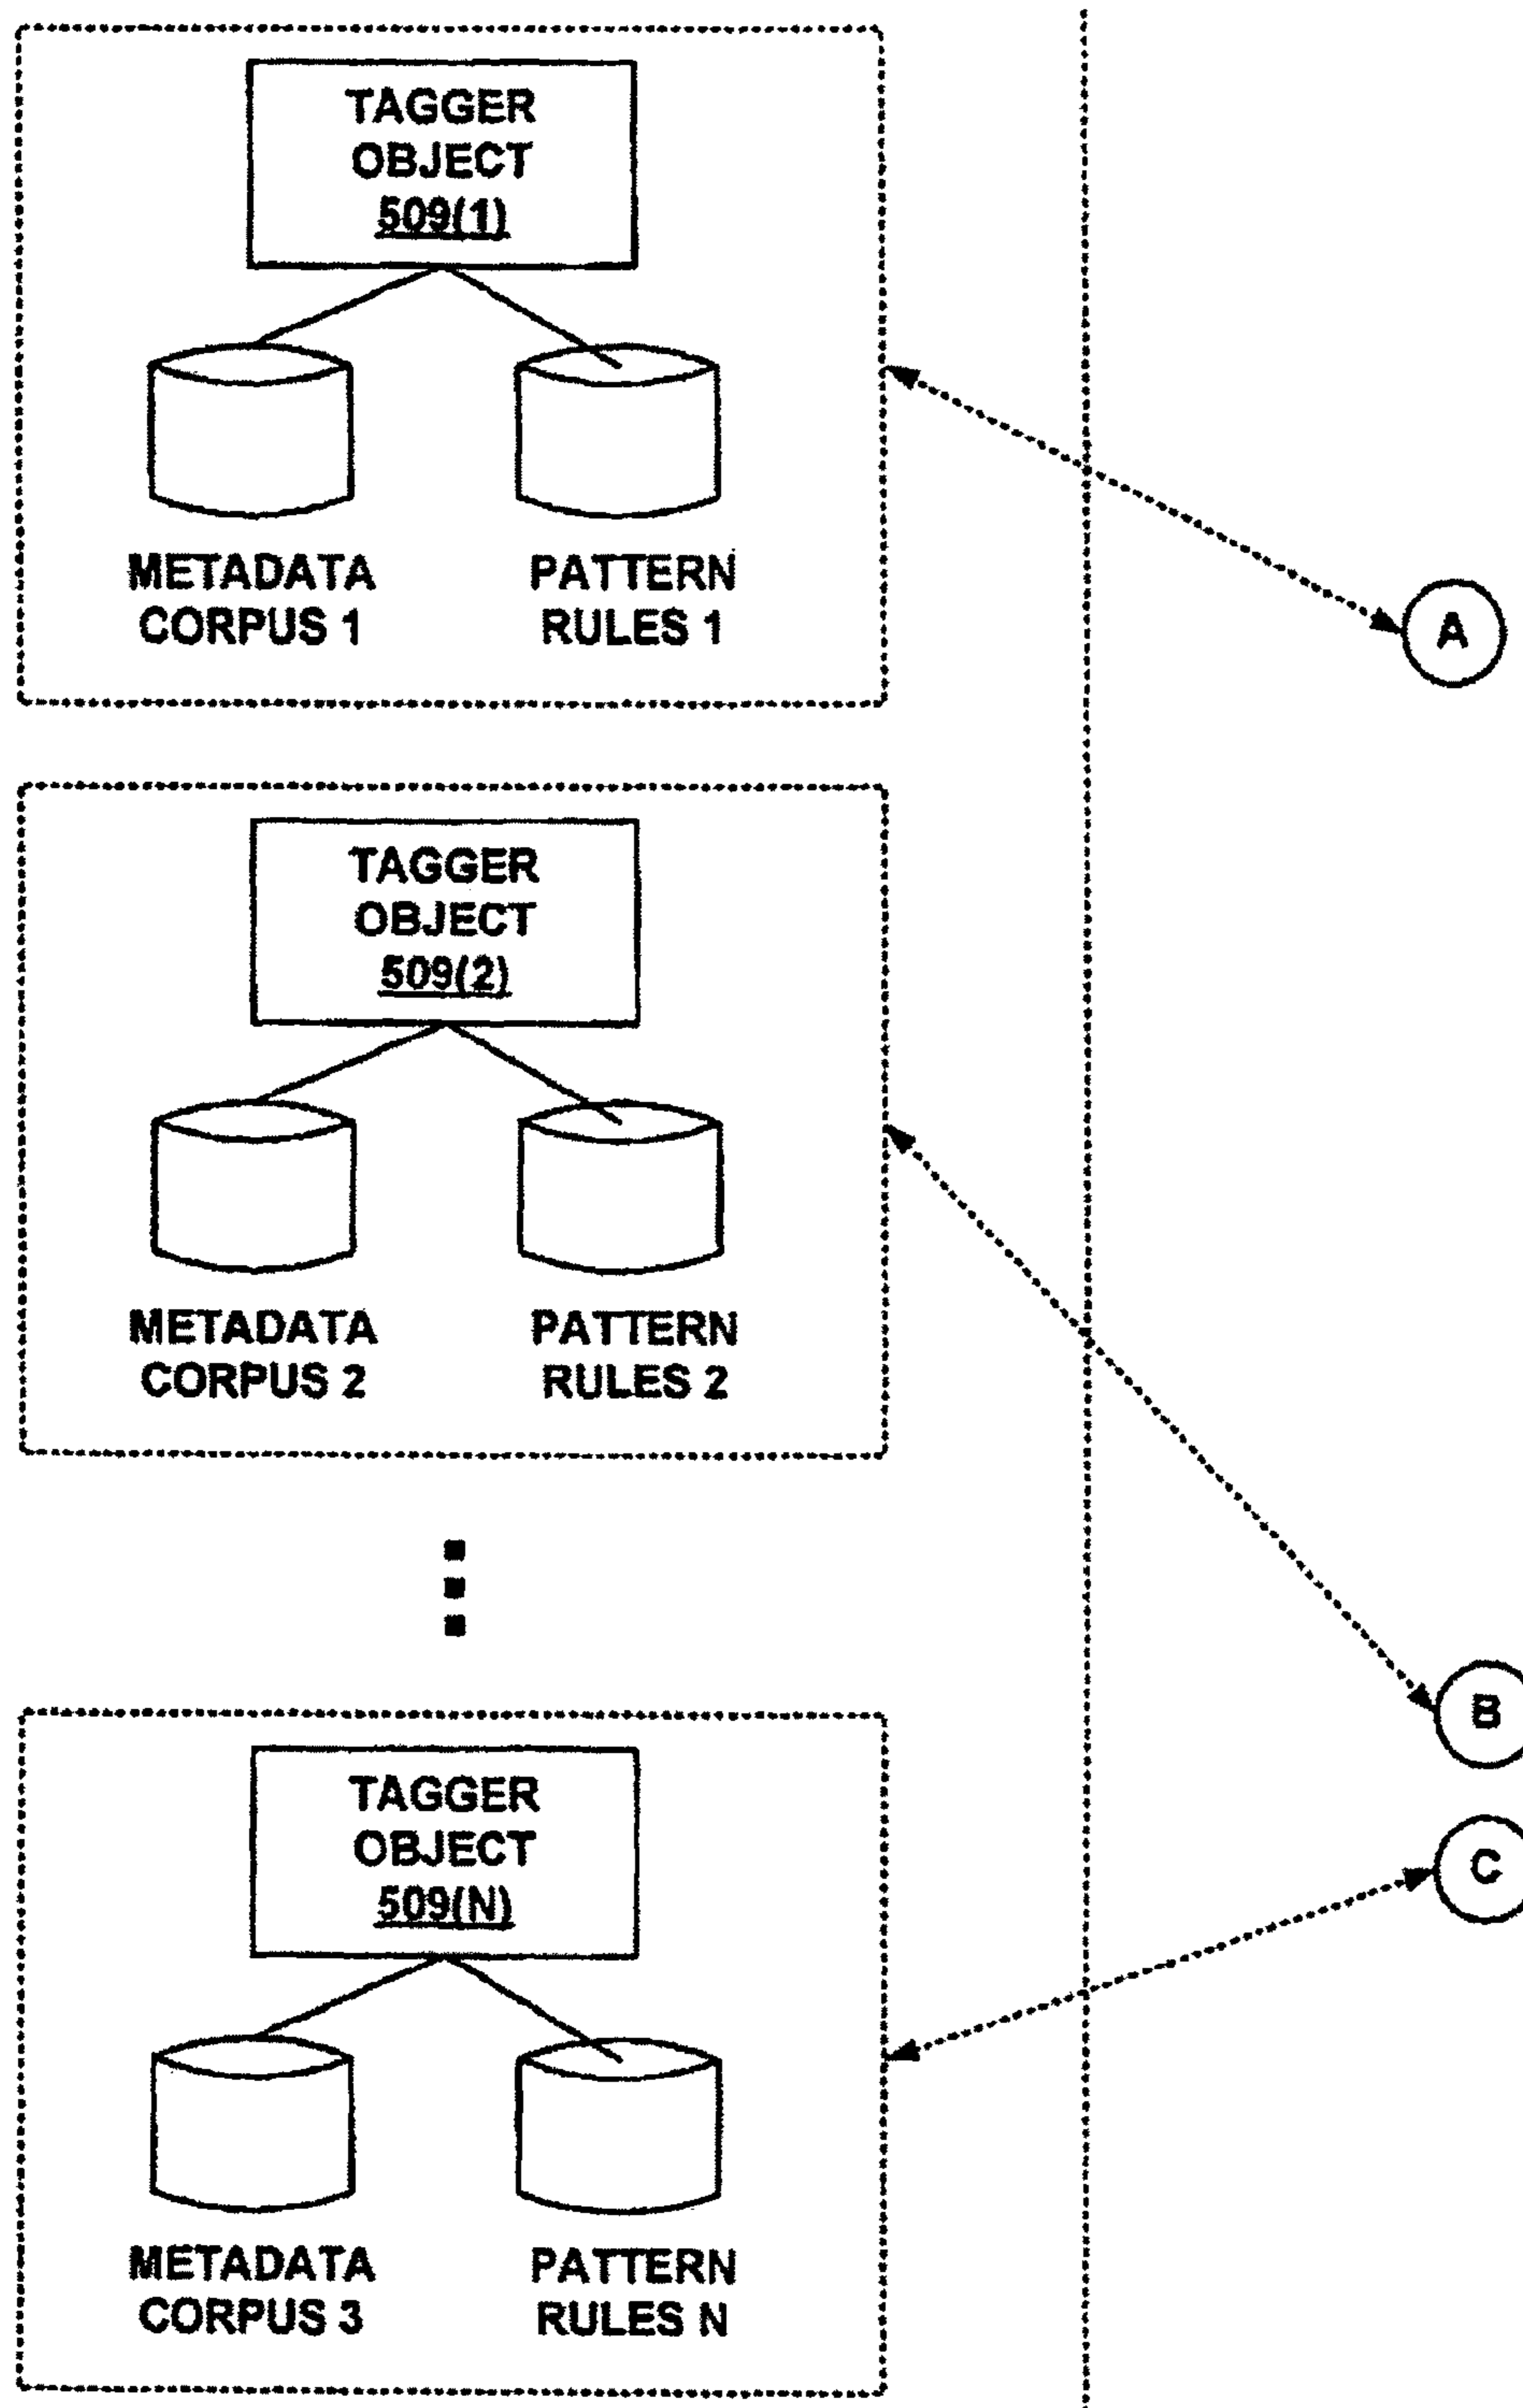 TAGGER
OBJECT
509(1)
METADATA
CORPUS 1
PATTERN
RULES 1
A
TAGGER
OBJECT
509(2)
METADATA
CORPUS 2
PATTERN
RULES 2
B
TAGGER
OBJECT
509(N)
C
METADATA
CORPUS 3
PATTERN
RULES N